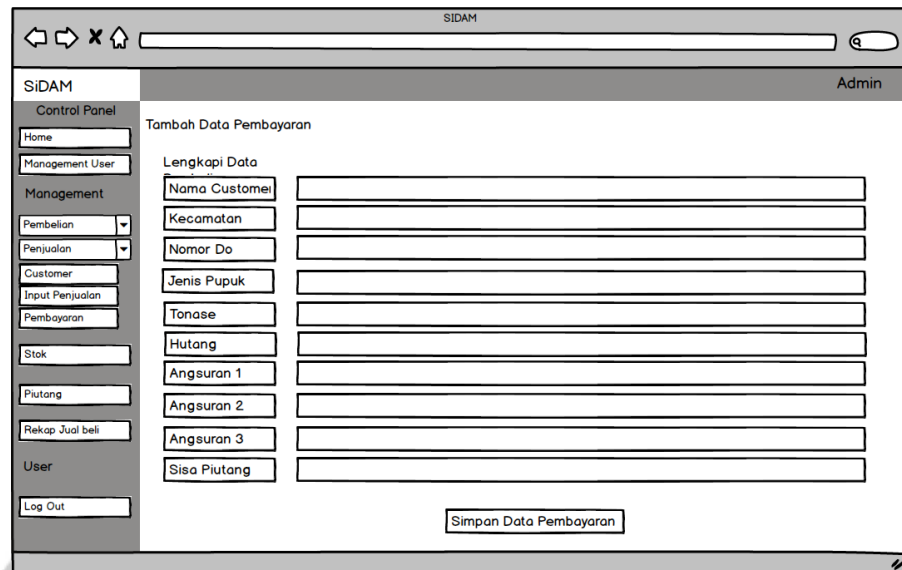 SIDAM
SiDAM
Admin
Control Panel
Home
Management User
Management
Pembelian
Penjualan
Customer
Input Penjualan
Pembayaran
Stok
Piutang
Rekap Jual beli
User
Log Out
Tambah Data Pembayaran
Lengkapi Data
Nama Customer
Kecamatan
Nomor Do
Jenis Pupuk
Tonase
Hutang
Angsuran 1
Angsuran 2
Angsuran 3
Sisa Piutang
Simpan Data Pembayaran